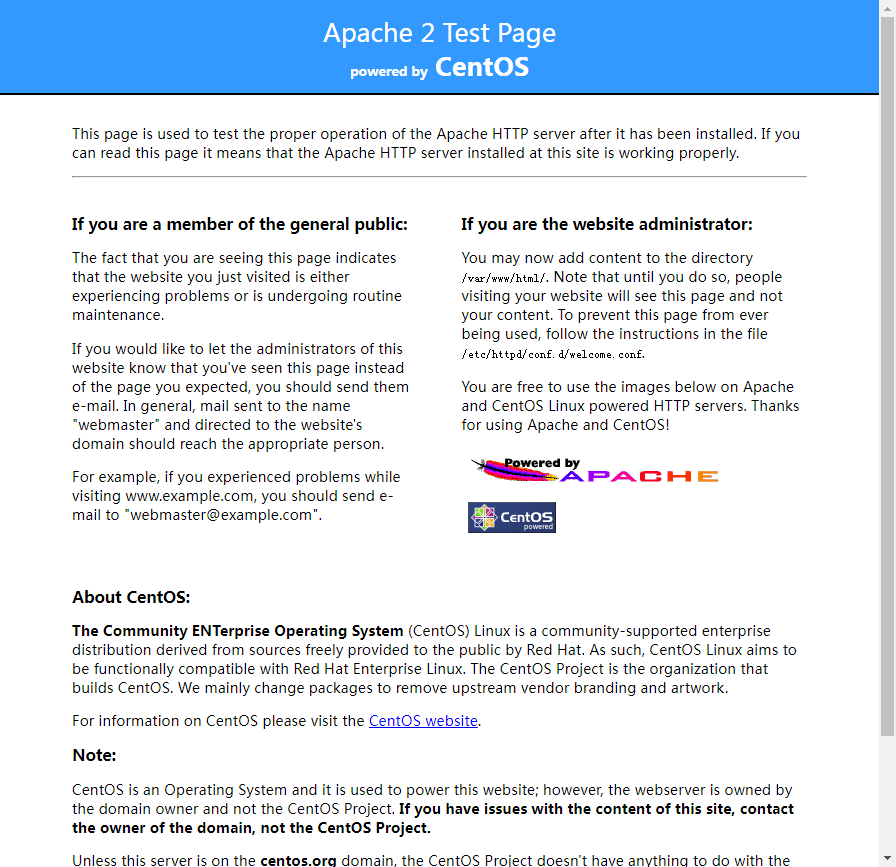 Apache 2 Test Page
powered by CentOS
This page is used to test the proper operation of the Apache HTTP server after it has been installed. If you
can read this page it means that the Apache HTTP server installed at this site is working properly.
If you are a member of the general public:
The fact that you are seeing this page indicates
that the website you just visited is either
experiencing problems or is undergoing routine
maintenance.
If you would like to let the administrators of this
website know that you've seen this page instead
of the page you expected, you should send them
e-mail. In general, mail sent to the name
"webmaster" and directed to the website's
domain should reach the appropriate person.
For example, if you experienced problems while
visiting www.example.com, you should send e-
mail to "webmaster@example.com".
If you are the website administrator:
You may now add content to the directory
/var/www/html/. Note that until you do so, people
visiting your website will see this page and not
your content. To prevent this page from ever
being used, follow the instructions in the file
/etc/httpd/conf.d/welcome.conf.
You are free to use the images below on Apache
and CentOS Linux powered HTTP servers. Thanks
for using Apache and CentOS!
Powered by
APACHE
CentOS
powered
About CentOS:
The Community ENTerprise Operating System (CentOS) Linux is a community-supported enterprise
distribution derived from sources freely provided to the public by Red Hat. As such, CentOS Linux aims to
be functionally compatible with Red Hat Enterprise Linux. The CentOS Project is the organization that
builds CentOS. We mainly change packages to remove upstream vendor branding and artwork.
For information on CentOS please visit the CentOS website.
Note:
CentOS is an Operating System and it is used to power this website; however, the webserver is owned by
the domain owner and not the CentOS Project. If you have issues with the content of this site, contact
the owner of the domain, not the CentOS Project.
Unless this server is on the centos.org domain, the CentOS Project doesn't have anything to do with the